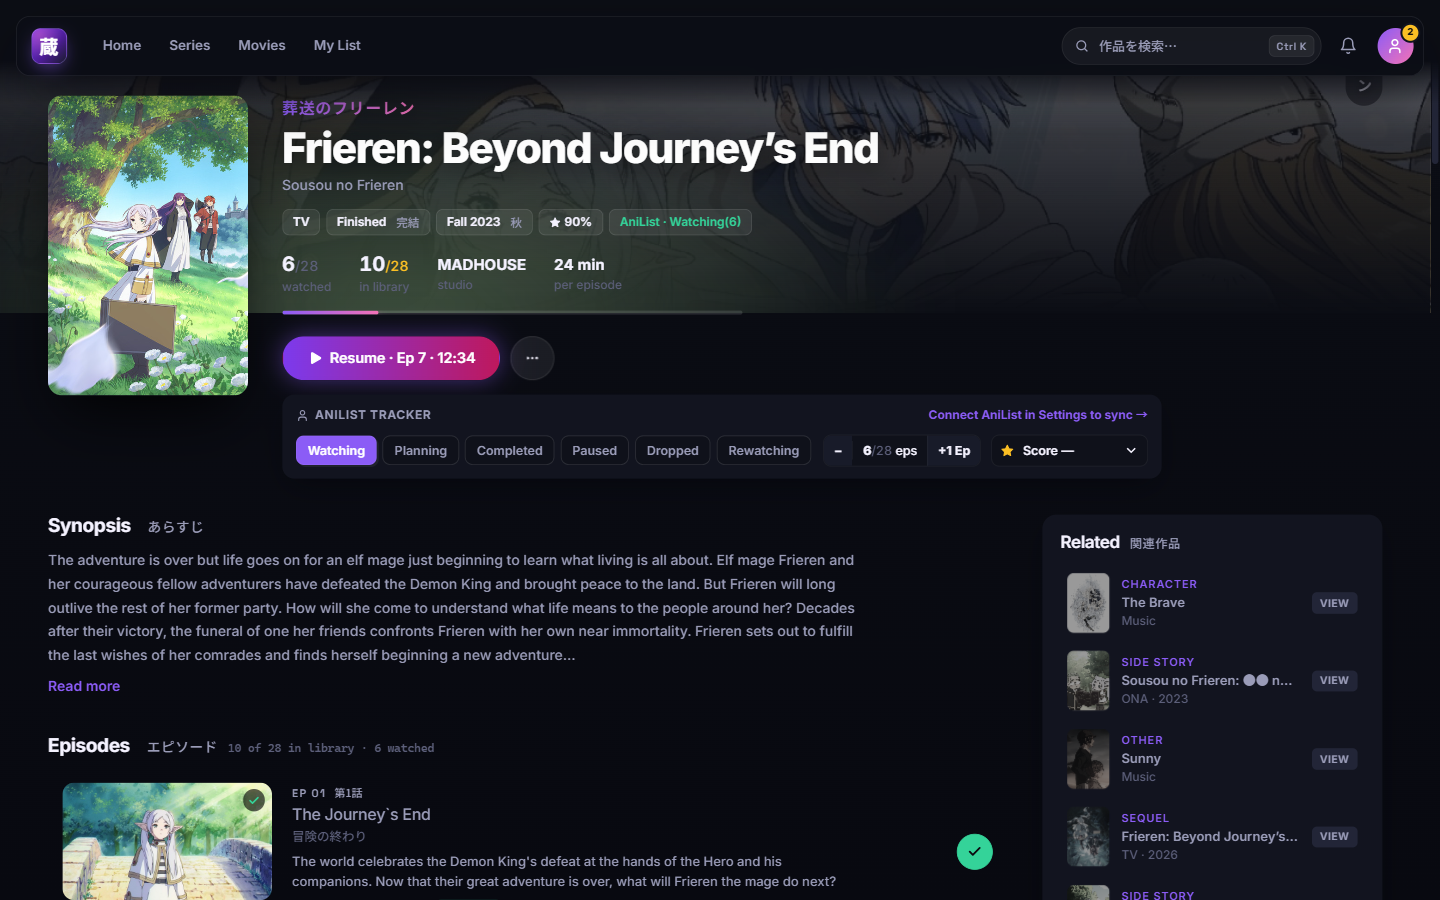 蔵
Home
Series
Movies
My List
作品を検索…
Ctrl K
2
ン
葬送のフリーレン
Frieren: Beyond Journey’s End
Sousou no Frieren
TV
Finished 完結
Fall 2023 秋
★ 90%
AniList · Watching(6)
6/28
watched
10/28
in library
MADHOUSE
studio
24 min
per episode
Resume · Ep 7 · 12:34
···
ANILIST TRACKER
Connect AniList in Settings to sync →
Watching
Planning
Completed
Paused
Dropped
Rewatching
–
6/28 eps
+1 Ep
Score —
Synopsis あらすじ
The adventure is over but life goes on for an elf mage just beginning to learn what living is all about. Elf mage Frieren and
her courageous fellow adventurers have defeated the Demon King and brought peace to the land. But Frieren will long
outlive the rest of her former party. How will she come to understand what life means to the people around her? Decades
after their victory, the funeral of one her friends confronts Frieren with her own near immortality. Frieren sets out to fulfill
the last wishes of her comrades and finds herself beginning a new adventure…
Read more
Episodes エピソード 10 of 28 in library · 6 watched
EP 01 第1話
The Journey`s End
冒険の終わり
The world celebrates the Demon King's defeat at the hands of the Hero and his
companions. Now that their great adventure is over, what will Frieren the mage do next?
Related 関連作品
CHARACTER
The Brave
Music
VIEW
SIDE STORY
Sousou no Frieren: ●● n...
ONA · 2023
VIEW
OTHER
Sunny
Music
VIEW
SEQUEL
Frieren: Beyond Journey’s...
TV · 2026
VIEW
SIDE STORY